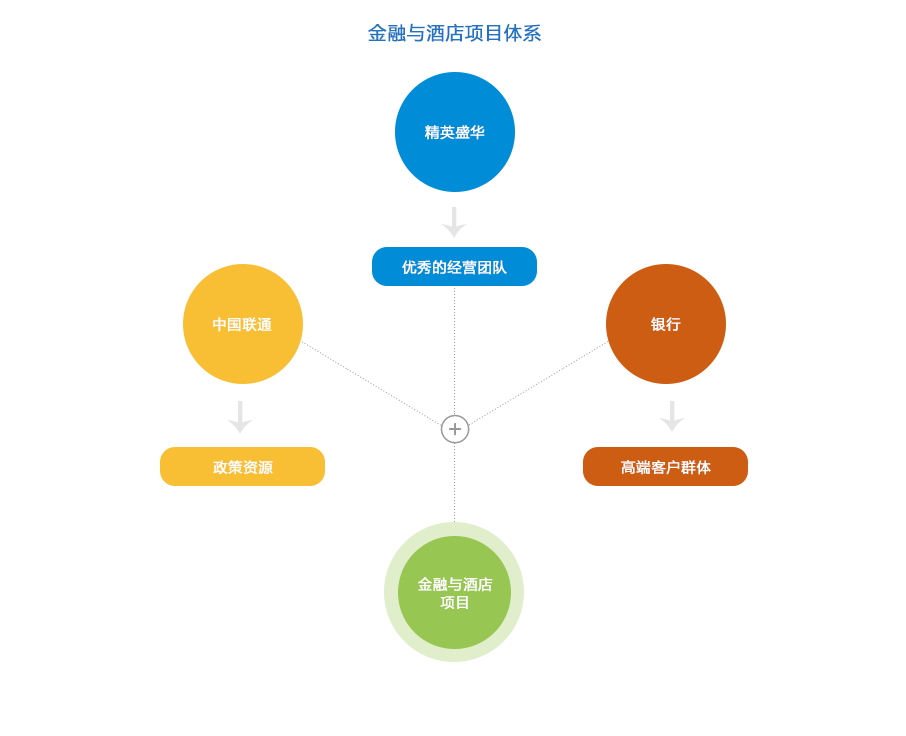 金融与酒店项目体系
精英盛华
优秀的经营团队
中国联通
银行
政策资源
高端客户群体
金融与酒店
项目